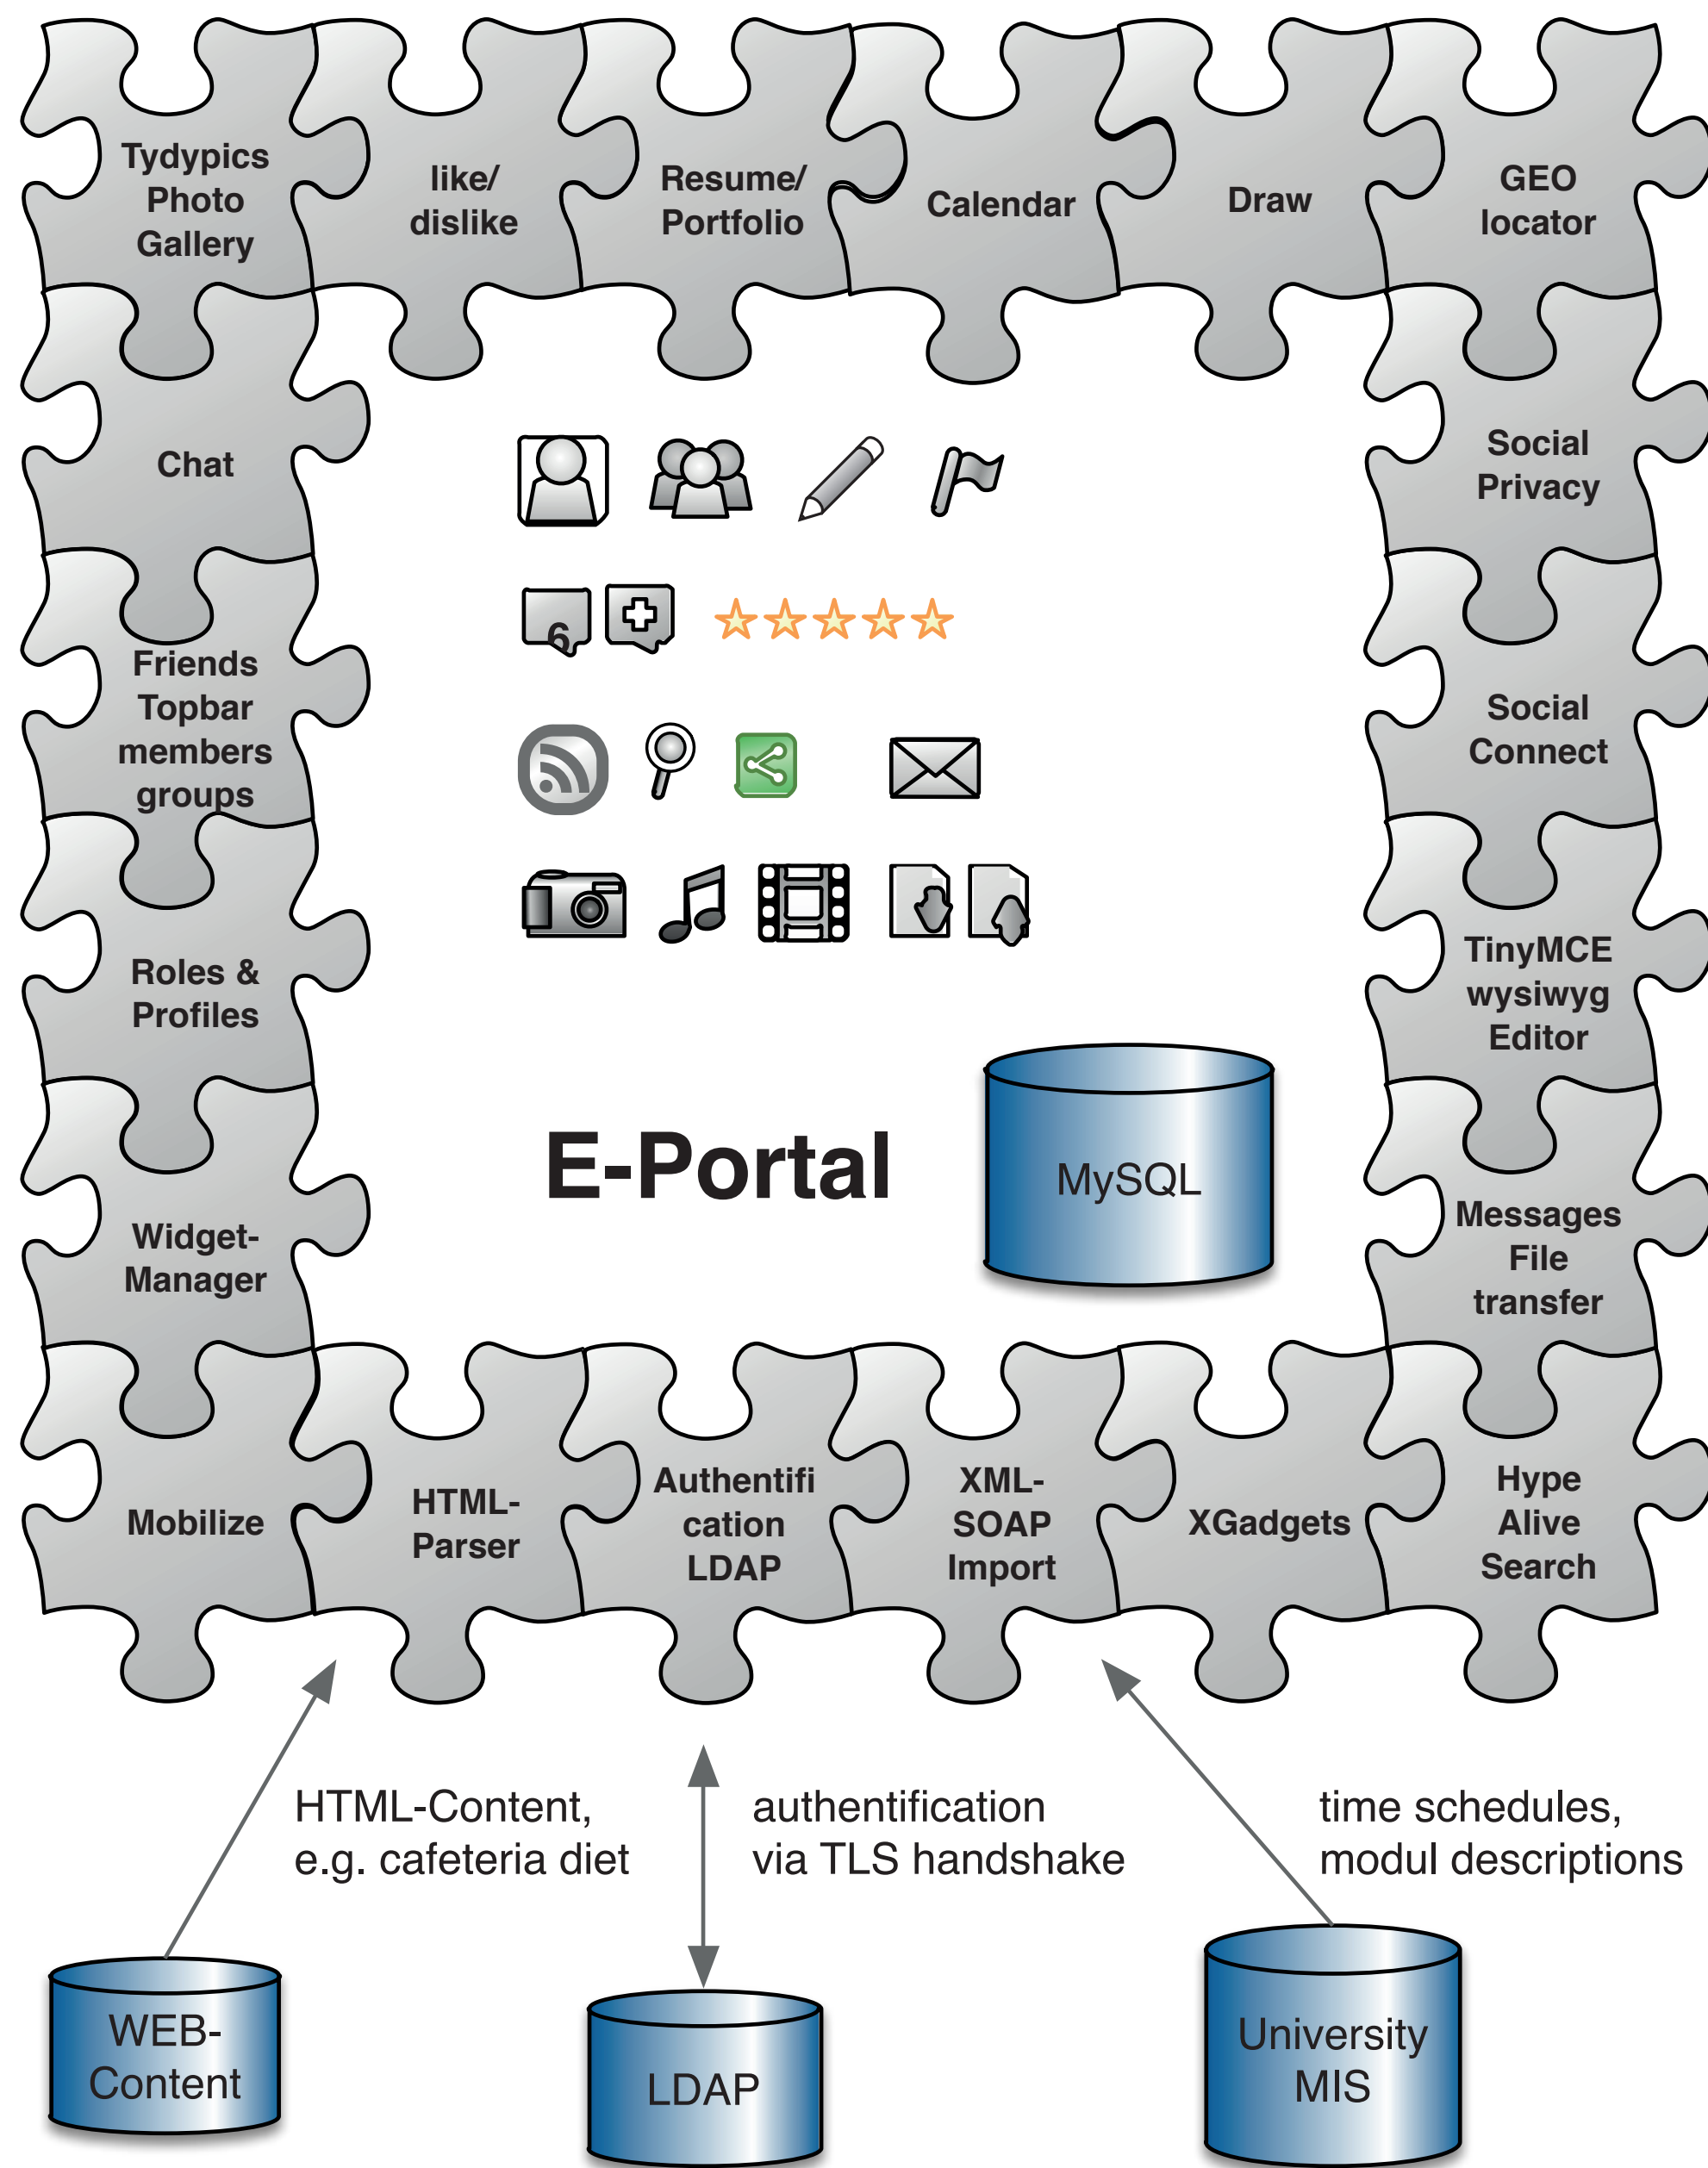 Tydypics
Photo
Gallery
like/
dislike
Resume/
Portfolio
Calendar
Draw
GEO
locator
Chat
Social
Privacy
6
Friends
Topbar
members
groups
Social
Connect
Roles &
Profiles
TinyMCE
wysiwyg
Editor
E-Portal
MySQL
Widget-
Manager
Messages
File
transfer
Mobilize
HTML-
Parser
Authentifi
cation
LDAP
XML-
SOAP
Import
XGadgets
Hype
Alive
Search
HTML-Content,
e.g. cafeteria diet
authentification
via TLS handshake
time schedules,
modul descriptions
WEB-
Content
LDAP
University
MIS